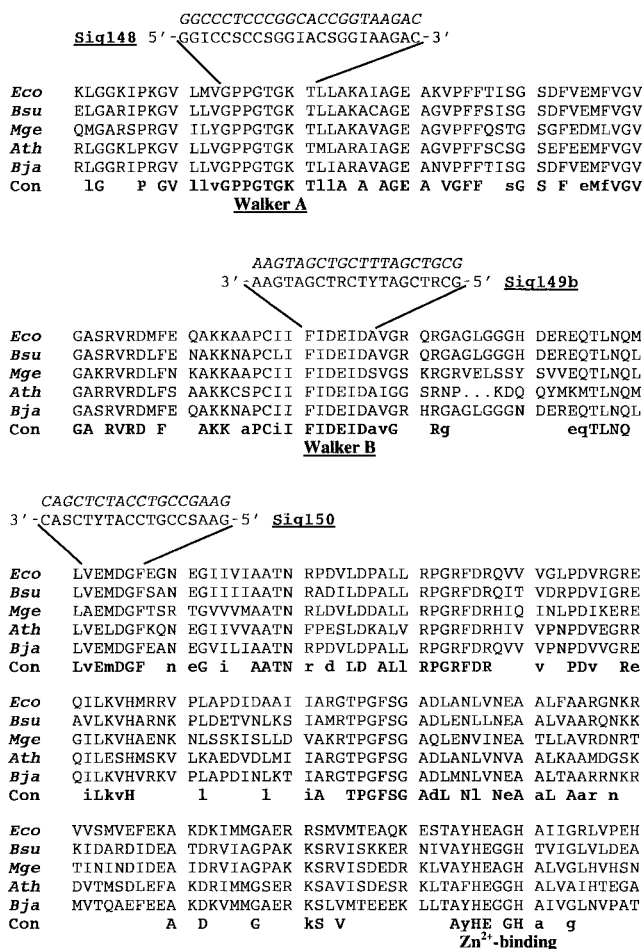 GGCCCTCCCGGCACCGGTAAGAC
Siq148 5'-GGICCSCCSGGIACSGGIAAGAC-3'
Eco KLGGKIPKGV LMVGPPGTGK TLLAKAIAGE AKVPFFTISG SDFVEMFVGV
Bsu ELGARIPKGV LLVGPPGTGK TLLAKACAGE AGVPFFSISG SDFVEMFVGV
Mge QMGARSPRGV ILYGPPGTGK TLLAKAVAGE AGVPFFQSTG SGFEDMLVGV
Ath RLGGKLPKGV LLVGPPGTGK TMLARAIAGE AGVPFFSCSG SEFEEMFVGV
Bja RLGGRIPRGV LLVGPPGTGK TLIARAVAGE ANVPFFTISG SDFVEMFVGV
Con lG P GV llvGPPGTGK TllA A AGE A VGFF sG S F eMfVGV
Walker A
AAGTAGCTGCTTTAGCTGCG
3'-AAGTAGCTRCTYTAGCTRCG-5' Siq149b
Eco GASRVRDMFE QAKKAAPCII FIDEIDAVGR QRGAGLGGGH DEREQTLNQM
Bsu GASRVRDLFE NAKKNAPCLI FIDEIDAVGR QRGAGLGGGH DEREQTLNQL
Mge GAKRVRDLFN KAKKAAPCII FIDEIDSVGS KRGRVELSSY SVVEQTLNQL
Ath GARRVRDLFS AAKKCSPCII FIDEIDAIGG SRNP...KDQ QYMKMTLNQM
Bja GASRVRDMFE QAKKNAPCII FIDEIDAVGR HRGAGLGGGN DEREQTLNQL
Con GA RVRD F AKK aPCiI FIDEIDavG Rg eqTLNQ
Walker B
CAGCTCTACCTGCCGAAG
3'-CASCTYTACCTGCCSAAG-5' Siq150
Eco LVEMDGFEGN EGIIVIAATN RPDVLDPALL RPGRFDRQVV VGLPDVRGRE
Bsu LVEMDGFSAN EGIIIIAATN RADILDPALL RPGRFDRQIT VDRPDVIGRE
Mge LAEMDGFTSR TGVVVMAATN RLDVLDDALL RPGRFDRHIQ INLPDIKERE
Ath LVELDGFKQN EGIIVVAATN FPESLDKALV RPGRFDRHIV VPNPDVEGRR
Bja LVEMDGFEAN EGVILIAATN RPDVLDPALL RPGRFDRQVV VPNPDVVGRE
Con LvEmDGF n eG i AATN r d LD ALl RPGRFDR v PDv Re
Eco QILKVHMRRV PLAPDIDAAI IARGTPGFSG ADLANLVNEA ALFAARGNKR
Bsu AVLKVHARNK PLDETVNLKS IAMRTPGFSG ADLENLLNEA ALVAARQNKK
Mge GILKVHAENK NLSSKISLLD VAKRTPGFSG AQLENVINEA TLLAVRDNRT
Ath QILESHMSKV LKAEDVDLMI IARGTPGFSG ADLANLVNVA ALKAAMDGSK
Bja QILKVHVRKV PLAPDINLKT IARGTPGFSG ADLMNLVNEA ALTAARRNKR
Con iLkvH l l iA TPGFSG AdL Nl NeA aL Aar n
Eco VVSMVEFEKA KDKIMMGAER RSMVMTEAQK ESTAYHEAGH AIIGRLVPEH
Bsu KIDARDIDEA TDRVIAGPAK KSRVISKKER NIVAYHEAGH TVIGLVLDEA
Mge TININDIDEA IDRVIAGPAK KSRVISDEDR KLVAYHEAGH ALVGLHVHSN
Ath DVTMSDLEFA KDRIMMGSER KSRVISDESR KLTAFHEGGH ALVAIHTEGA
Bja MVTQAEFEEA KDKVMMGAER KSLVMTEEEK LLTAYHEAGH AIVGLNVPAT
Con A D G kS V AyHE GH a g
Zn2+-binding